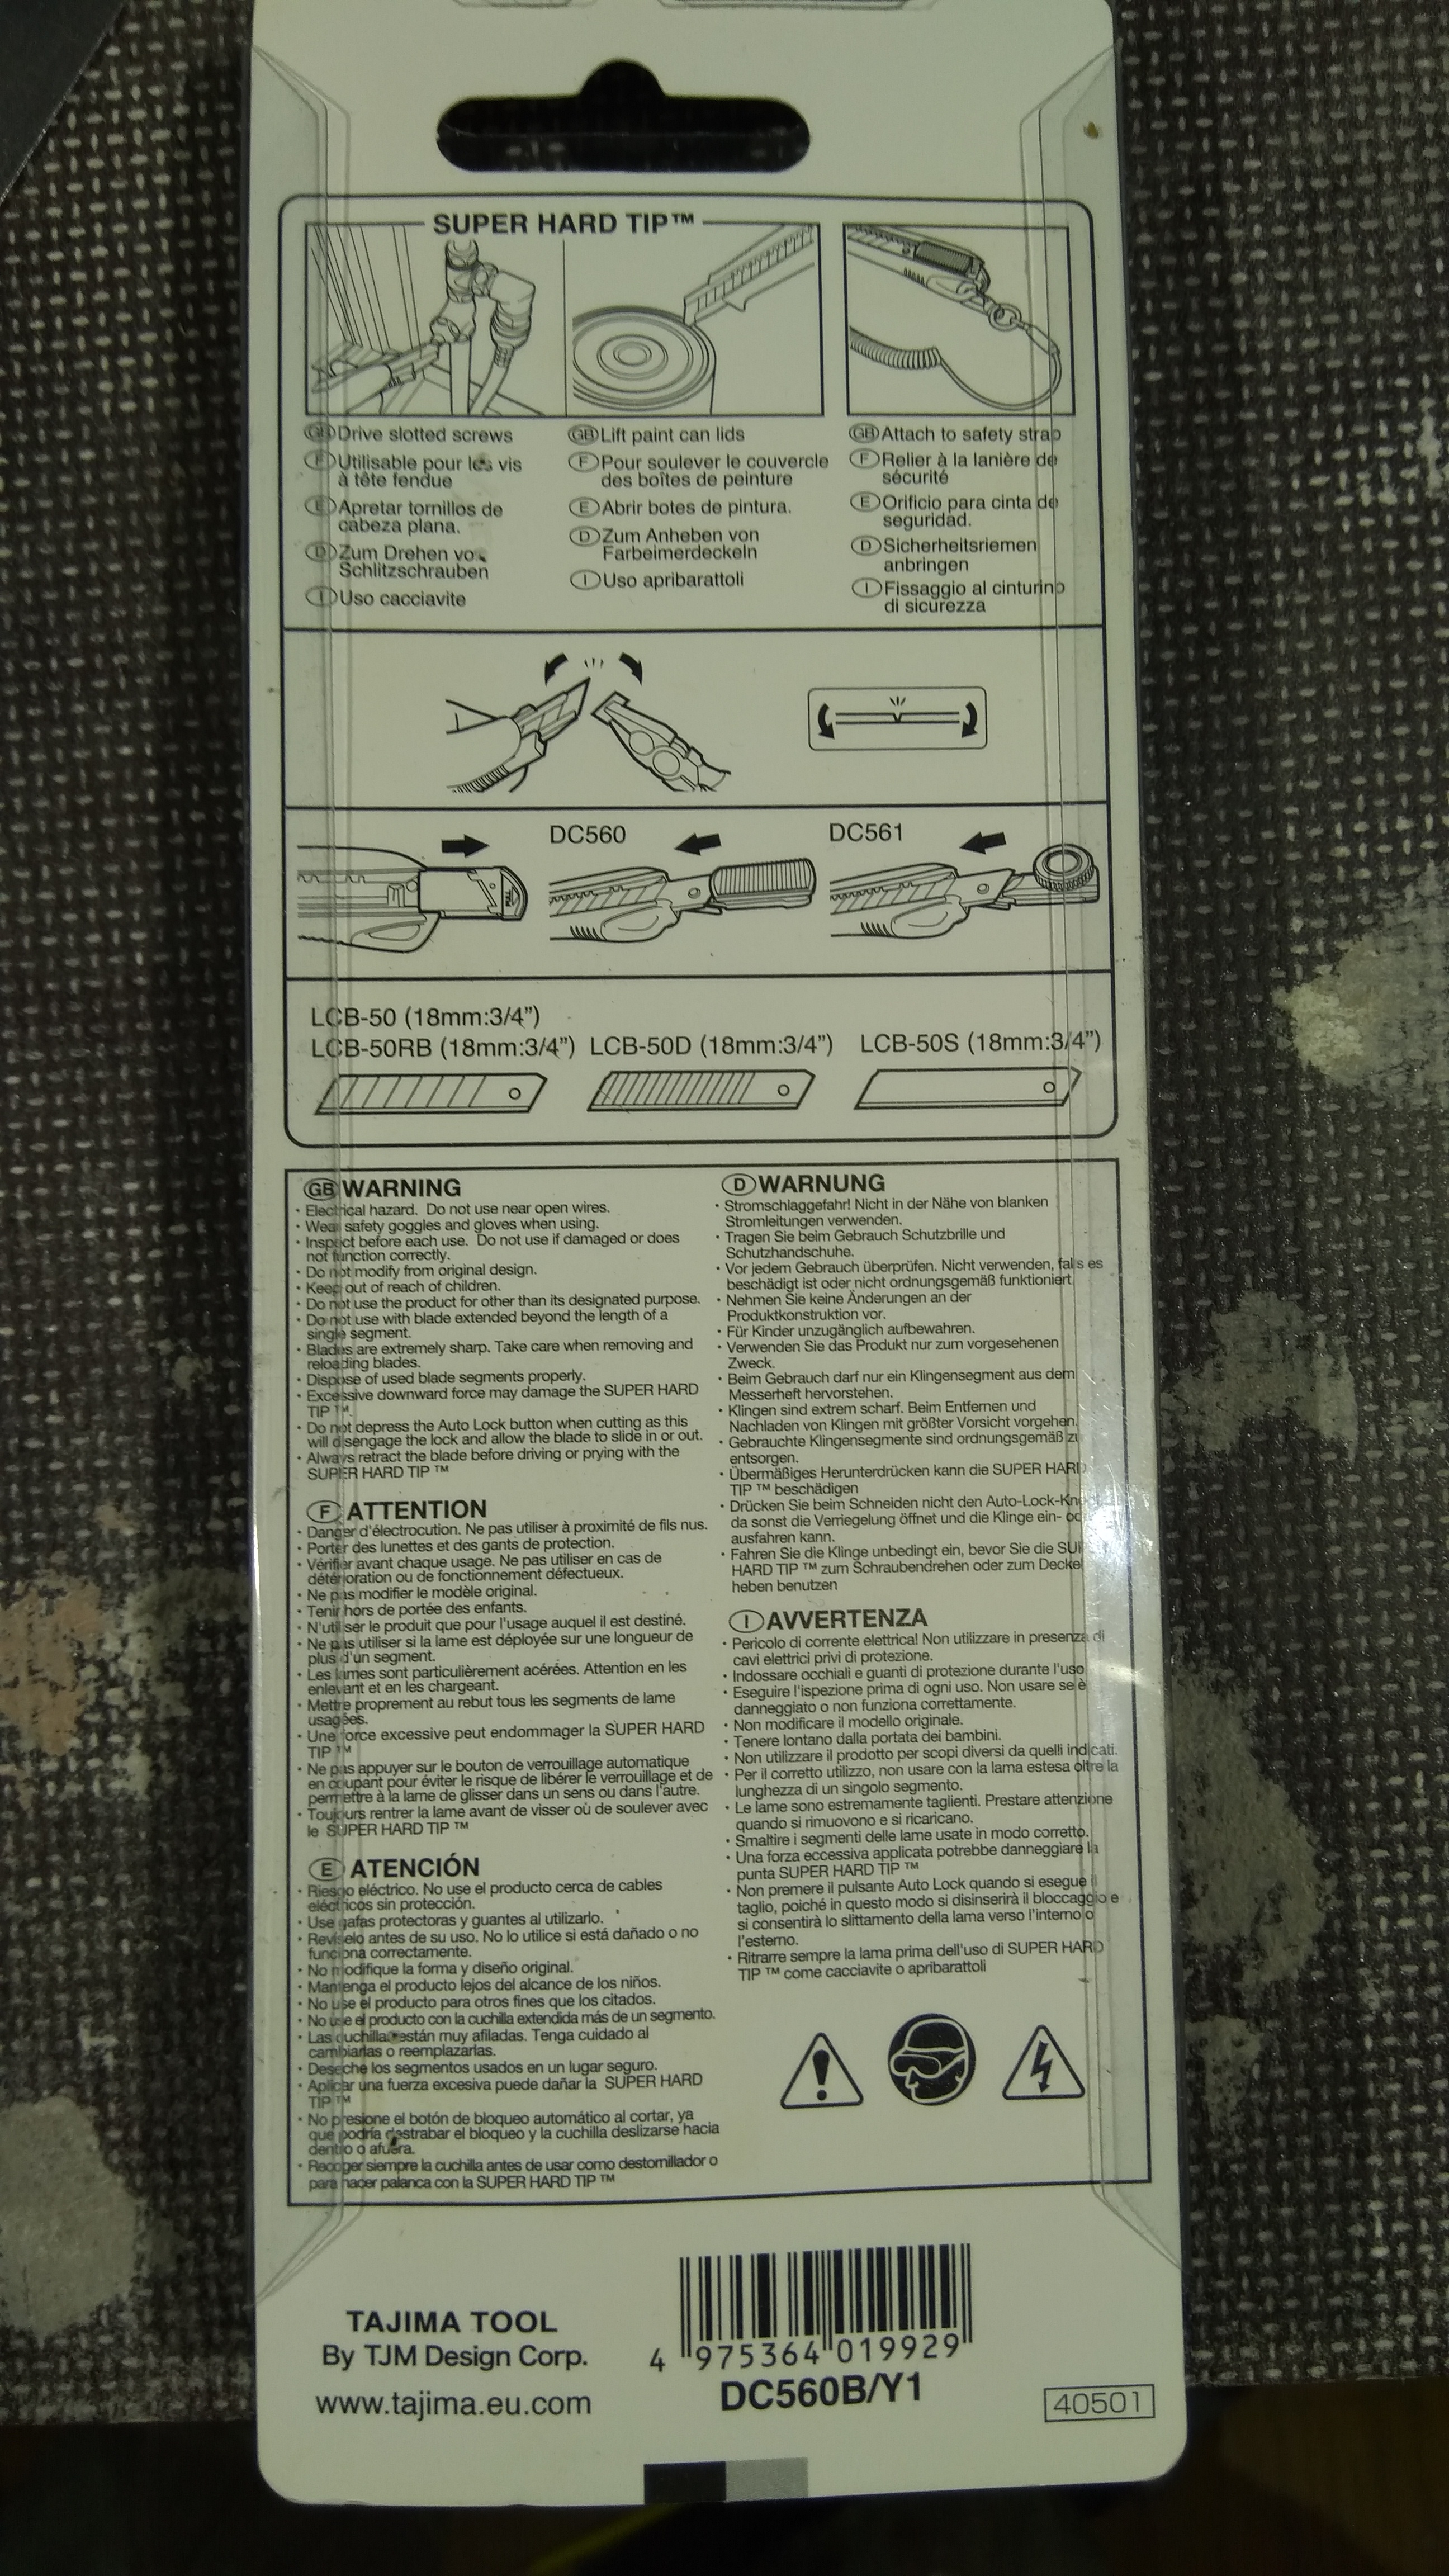 SUPER HARD TIP™
GB Drive slotted screws
F Utilisable pour les vis
à tête fendue
E Apretar tornillos de
cabeza plana.
D Zum Drehen von
Schlitzschrauben
I Uso cacciavite
GB Lift paint can lids
F Pour soulever le couvercle
des boîtes de peinture
E Abrir botes de pintura.
D Zum Anheben von
Farbeimerdeckeln
I Uso apribarattoli
GB Attach to safety strap
F Relier à la lanière de
sécurité
E Orificio para cinta de
seguridad.
D Sicherheitsriemen
anbringen
I Fissaggio al cinturino
di sicurezza
PULL
DC560
DC561
LCB-50 (18mm:3/4”)
LCB-50RB (18mm:3/4”) LCB-50D (18mm:3/4”) LCB-50S (18mm:3/4”)
GB WARNING
· Electrical hazard. Do not use near open wires.
· Wear safety goggles and gloves when using.
· Inspect before each use. Do not use if damaged or does
not function correctly.
· Do not modify from original design.
· Keep out of reach of children.
· Do not use the product for other than its designated purpose.
· Do not use with blade extended beyond the length of a
single segment.
· Blades are extremely sharp. Take care when removing and
reloading blades.
· Dispose of used blade segments properly.
· Excessive downward force may damage the SUPER HARD
TIP ™.
· Do not depress the Auto Lock button when cutting as this
will disengage the lock and allow the blade to slide in or out.
· Always retract the blade before driving or prying with the
SUPER HARD TIP ™
F ATTENTION
· Danger d'électrocution. Ne pas utiliser à proximité de fils nus.
· Porter des lunettes et des gants de protection.
· Vérifier avant chaque usage. Ne pas utiliser en cas de
détérioration ou de fonctionnement défectueux.
· Ne pas modifier le modèle original.
· Tenir hors de portée des enfants.
· N'utiliser le produit que pour l'usage auquel il est destiné.
· Ne pas utiliser si la lame est déployée sur une longueur de
plus d'un segment.
· Les lames sont particulièrement acérées. Attention en les
enlevant et en les chargeant.
· Mettre proprement au rebut tous les segments de lame
usagées.
· Une force excessive peut endommager la SUPER HARD
TIP ™
· Ne pas appuyer sur le bouton de verrouillage automatique
en coupant pour éviter le risque de libérer le verrouillage et de
permettre à la lame de glisser dans un sens ou dans l'autre.
· Toujours rentrer la lame avant de visser où de soulever avec
le SUPER HARD TIP ™
E ATENCIÓN
· Riesgo eléctrico. No use el producto cerca de cables
eléctricos sin protección.
· Use gafas protectoras y guantes al utilizarlo.
· Reviselo antes de su uso. No lo utilice si está dañado o no
funciona correctamente.
· No modifique la forma y diseño original.
· Mantenga el producto lejos del alcance de los niños.
· No use el producto para otros fines que los citados.
· No use el producto con la cuchilla extendida más de un segmento.
· Las cuchillas están muy afiladas. Tenga cuidado al
cambiarlas o reemplazarlas.
· Deseche los segmentos usados en un lugar seguro.
· Aplicar una fuerza excesiva puede dañar la SUPER HARD
TIP ™
· No presione el botón de bloqueo automático al cortar, ya
que podría destrabar el bloqueo y la cuchilla deslizarse hacia
dentro o afuera.
· Recoger siempre la cuchilla antes de usar como destornillador o
para hacer palanca con la SUPER HARD TIP ™
D WARNUNG
· Stromschlaggefahr! Nicht in der Nähe von blanken
Stromleitungen verwenden.
· Tragen Sie beim Gebrauch Schutzbrille und
Schutzhandschuhe.
· Vor jedem Gebrauch überprüfen. Nicht verwenden, falls es
beschädigt ist oder nicht ordnungsgemäß funktioniert.
· Nehmen Sie keine Änderungen an der
Produktkonstruktion vor.
· Für Kinder unzugänglich aufbewahren.
· Verwenden Sie das Produkt nur zum vorgesehenen
Zweck.
· Beim Gebrauch darf nur ein Klingensegment aus dem
Messerheft hervorstehen.
· Klingen sind extrem scharf. Beim Entfernen und
Nachladen von Klingen mit größter Vorsicht vorgehen.
· Gebrauchte Klingensegmente sind ordnungsgemäß zu
entsorgen.
· Übermäßiges Herunterdrücken kann die SUPER HARD
TIP ™ beschädigen
· Drücken Sie beim Schneiden nicht den
da sonst die Verriegelung öffnet und die Klinge ein-
ausfahren kann.
· Fahren Sie die Klinge unbedingt ein, bevor Sie die
HARD TIP ™ zum Schraubendrehen oder zum
heben benutzen
I AVVERTENZA
· Pericolo di corrente elettrica! Non utilizzare in presenza di
cavi elettrici privi di protezione.
· Indossare occhiali e guanti di protezione durante l'uso
· Eseguire l'ispezione prima di ogni uso. Non usare se è
danneggiato o non funziona correttamente.
· Non modificare il modello originale.
· Tenere lontano dalla portata dei bambini.
· Non utilizzare il prodotto per scopi diversi da quelli indicati.
· Per il corretto utilizzo, non usare con la lama estesa oltre la
lunghezza di un singolo segmento.
· Le lame sono estremamente taglienti. Prestare attenzione
quando si rimuovono e si ricaricano.
· Smaltire i segmenti delle lame usate in modo corretto.
· Una forza eccessiva applicata potrebbe danneggiare la
punta SUPER HARD TIP ™
· Non premere il pulsante Auto Lock quando si esegue il
taglio, poiché in questo modo si disinserirà il bloccaggio e
si consentirà lo slittamento della lama verso l'interno o
l'esterno.
· Ritrarre sempre la lama prima dell'uso di SUPER HARD
TIP ™ come cacciavite o apribarattoli
TAJIMA TOOL
By TJM Design Corp.
www.tajima.eu.com
4 975364 019929
DC560B/Y1
40501